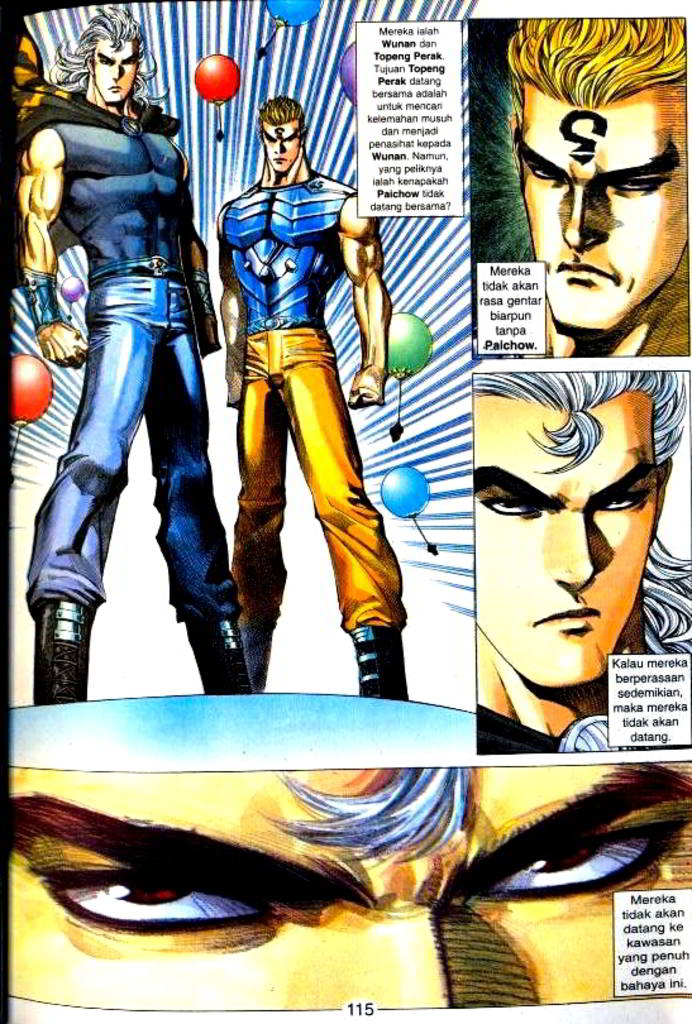 Mereka ialah
Wunan dan
Topeng Perak.
Tujuan Topeng
Perak datang
bersama adalah
untuk mencari
kelemahan musuh
dan menjadi
penasihat kepada
Wunan. Namun,
yang peliknya
ialah kenapakah
Paichow tidak
datang bersama?
Mereka
tidak akan
rasa gentar
biarpun
tanpa
Paichow.
Kalau mereka
berperasaan
sedemikian,
maka mereka
tidak akan
datang.
Mereka
tidak akan
datang ke
kawasan
yang penuh
dengan
bahaya ini.
115